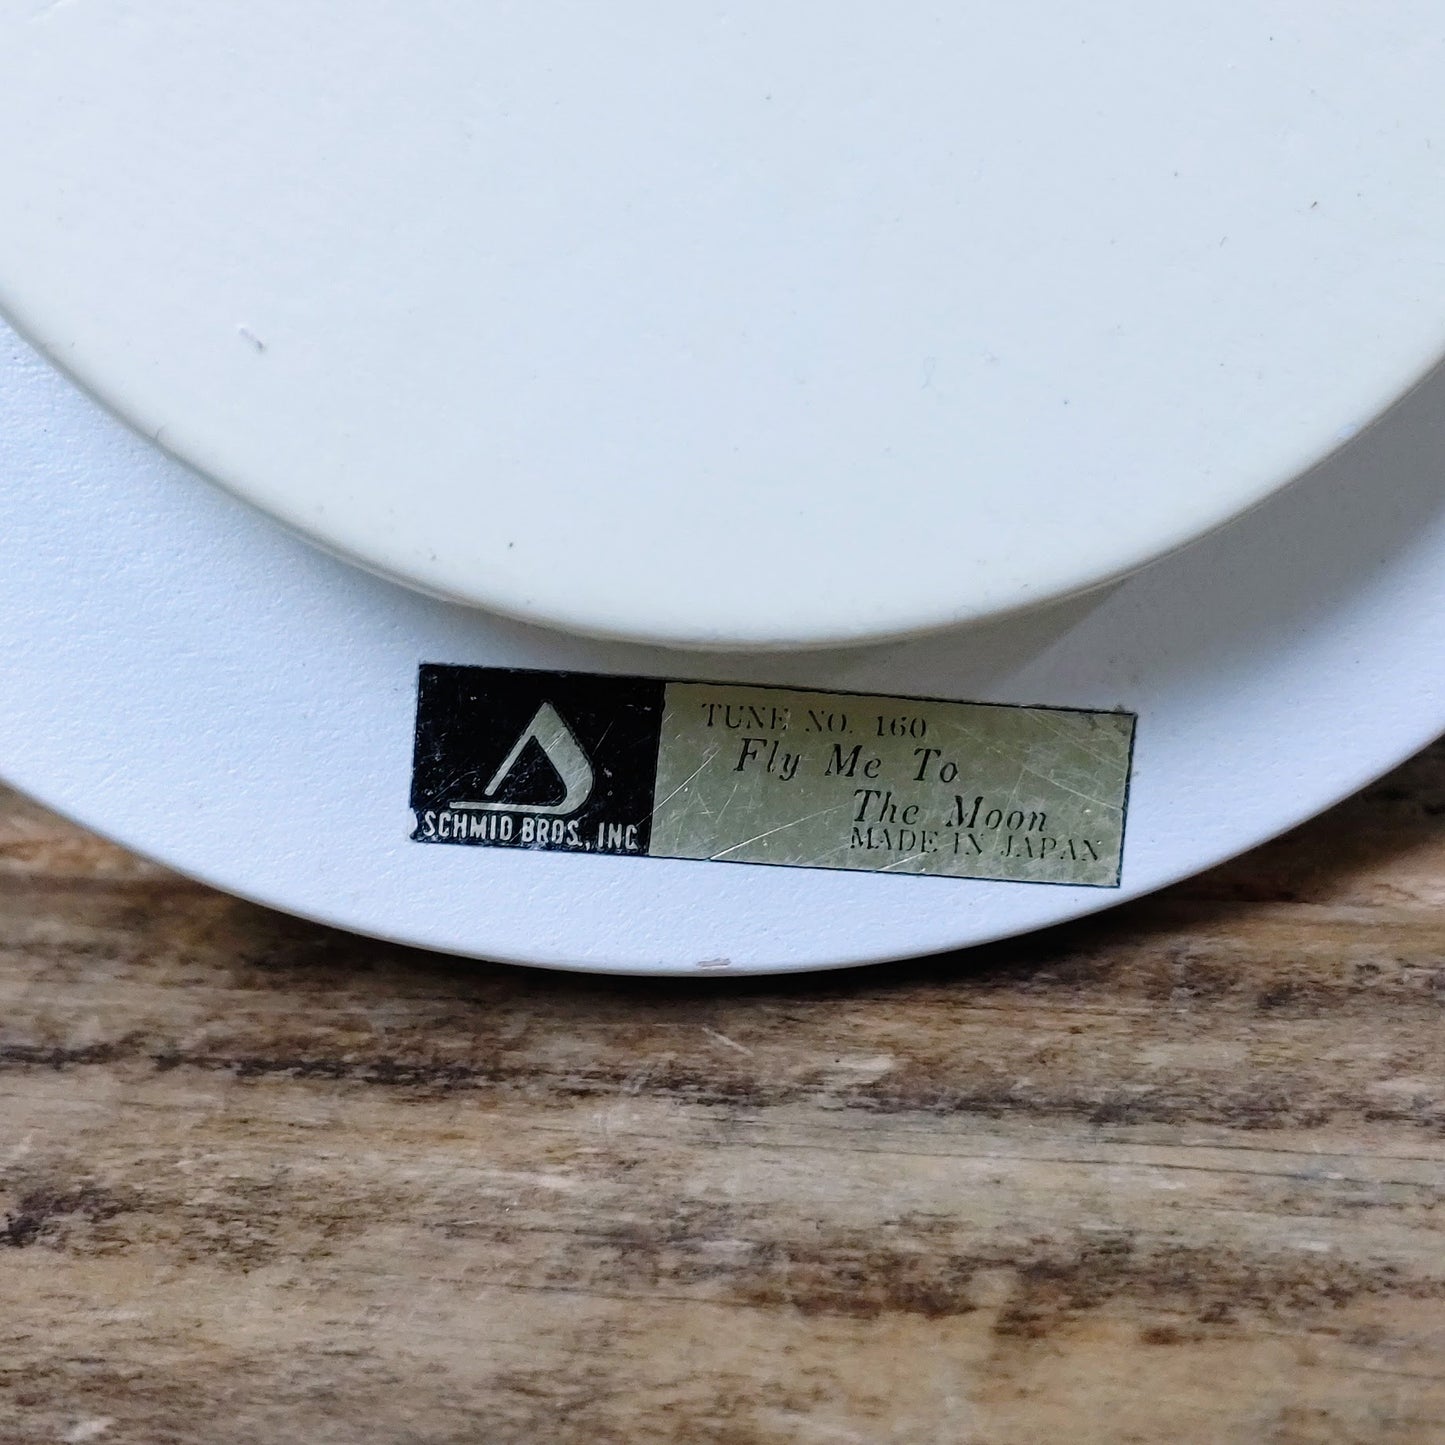 SCHMID BROS., INC
TUNE NO. 160
Fly Me To
The Moon
MADE IN JAPAN